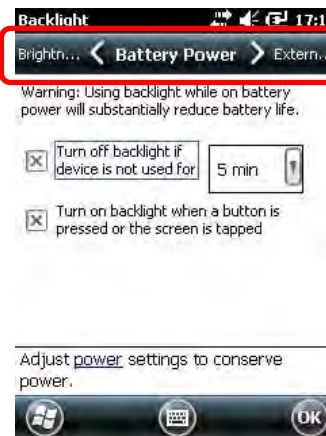 Backlight 17:1
Brightn... Battery Power Extern..
Warning: Using backlight while on battery
power will substantially reduce battery life.
Turn off backlight if
device is not used for 5 min
Turn on backlight when a button is
pressed or the screen is tapped
Adjust power settings to conserve
power.
OK